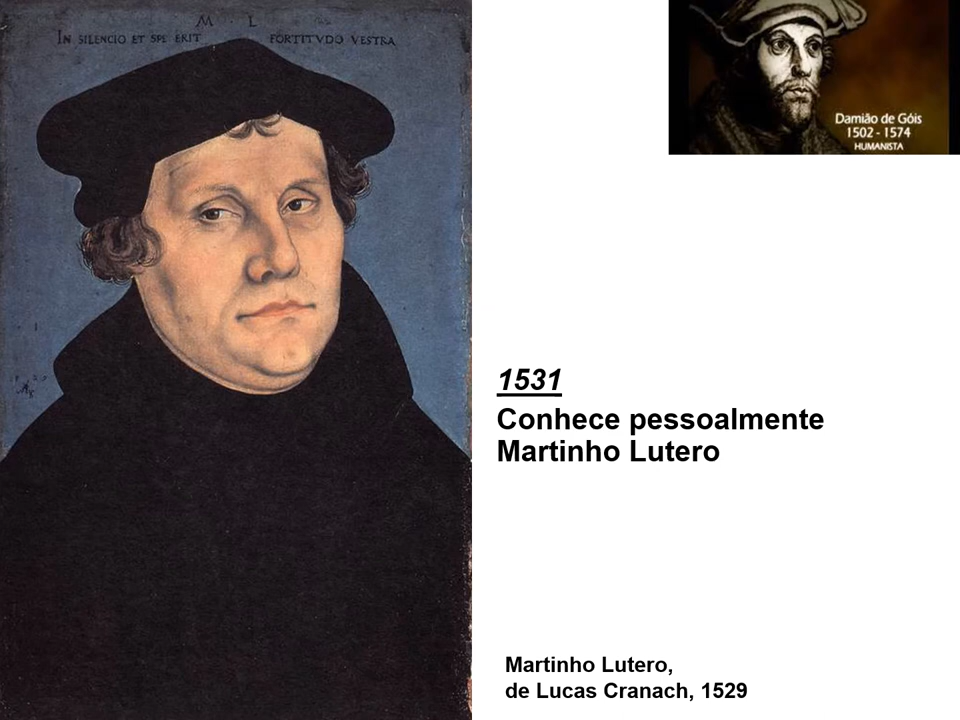 M · L
IN SILENCIO ET SPE ERIT FORTITVDO VESTRA
Damião de Góis
1502 - 1574
HUMANISTA
1531
Conhece pessoalmente
Martinho Lutero
Martinho Lutero,
de Lucas Cranach, 1529